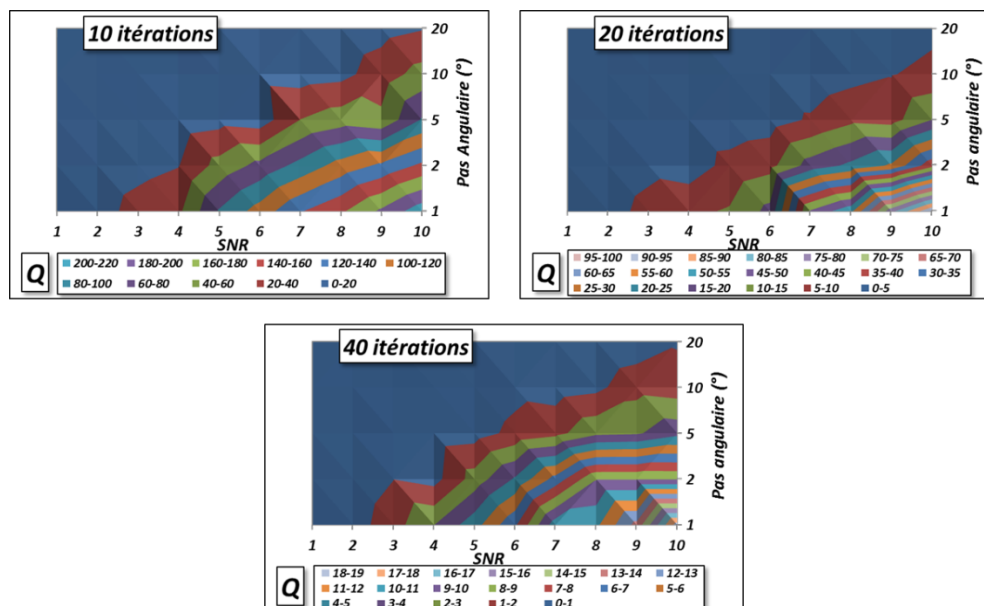 10 itérations
20
10
5
2
1
Pas Angulaire (°)
1 2 3 4 5 6 7 8 9 10
SNR
Q
200-220 180-200 160-180 140-160 120-140 100-120
80-100 60-80 40-60 20-40 0-20
20 itérations
20
10
5
2
1
Pas angulaire (°)
1 2 3 4 5 6 7 8 9 10
SNR
Q
95-100 90-95 85-90 80-85 75-80 70-75 65-70
60-65 55-60 50-55 45-50 40-45 35-40 30-35
25-30 20-25 15-20 10-15 5-10 0-5
40 itérations
20
10
5
2
1
Pas angulaire (°)
1 2 3 4 5 6 7 8 9 10
SNR
Q
18-19 17-18 16-17 15-16 14-15 13-14 12-13
11-12 10-11 9-10 8-9 7-8 6-7 5-6
4-5 3-4 2-3 1-2 0-1